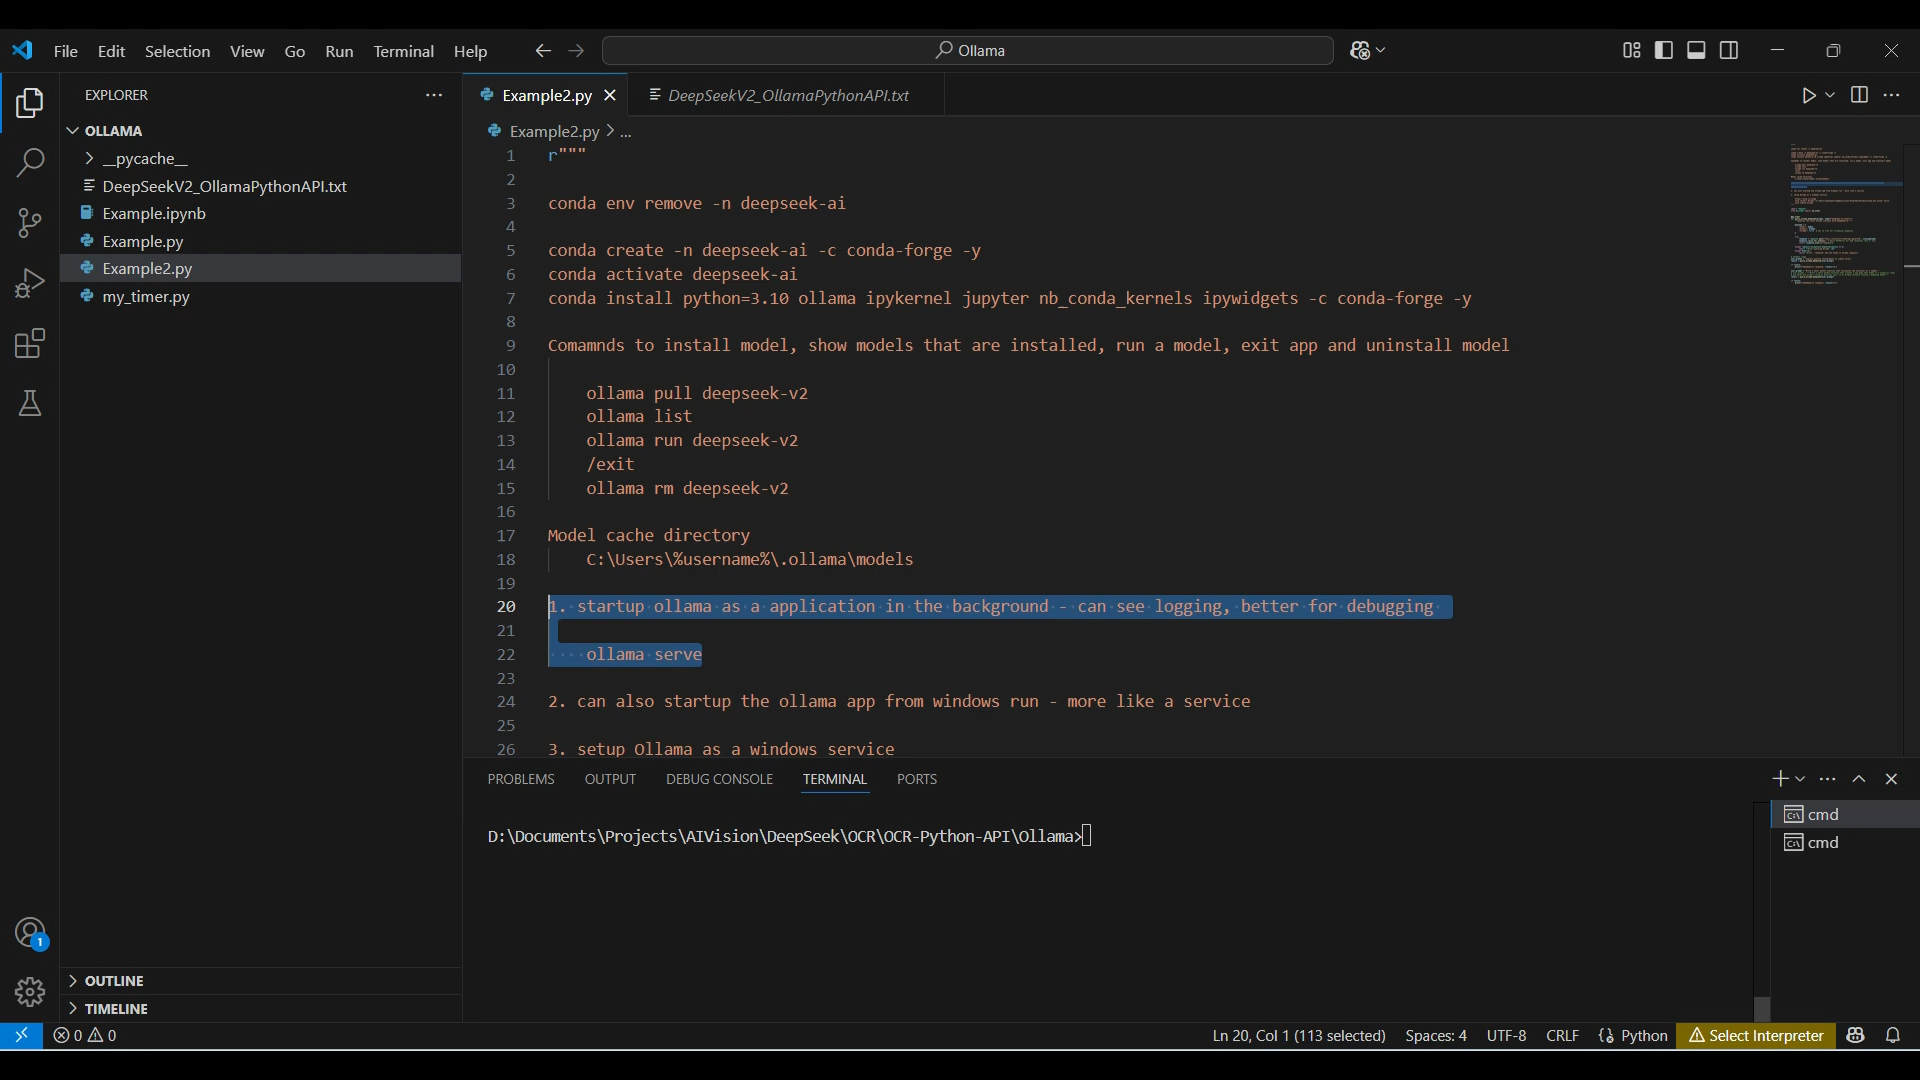 File Edit Selection View Go Run Terminal Help
Ollama
EXPLORER
OLLAMA
__pycache__
DeepSeekV2_OllamaPythonAPI.txt
Example.ipynb
Example.py
Example2.py
my_timer.py
OUTLINE
TIMELINE
Example2.py
DeepSeekV2_OllamaPythonAPI.txt
Example2.py > ...
1 r"""
2
3 conda env remove -n deepseek-ai
4
5 conda create -n deepseek-ai -c conda-forge -y
6 conda activate deepseek-ai
7 conda install python=3.10 ollama ipykernel jupyter nb_conda_kernels ipywidgets -c conda-forge -y
8
9 Comamnds to install model, show models that are installed, run a model, exit app and uninstall model
10
11 ollama pull deepseek-v2
12 ollama list
13 ollama run deepseek-v2
14 /exit
15 ollama rm deepseek-v2
16
17 Model cache directory
18 C:\Users\%username%\.ollama\models
19
20 1. startup ollama as a application in the background - can see logging, better for debugging
21
22 ollama serve
23
24 2. can also startup the ollama app from windows run - more like a service
25
26 3. setup Ollama as a windows service
PROBLEMS OUTPUT DEBUG CONSOLE TERMINAL PORTS
D:\Documents\Projects\AIVision\DeepSeek\OCR\OCR-Python-API\Ollama>
cmd
cmd
1
0 0
Ln 20, Col 1 (113 selected) Spaces: 4 UTF-8 CRLF {} Python Select Interpreter